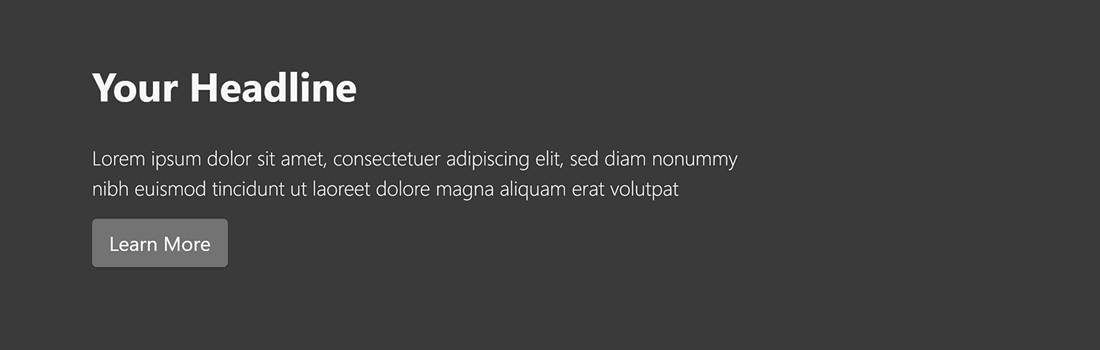 Your Headline
Lorem ipsum dolor sit amet, consectetuer adipiscing elit, sed diam nonummy
nibh euismod tincidunt ut laoreet dolore magna aliquam erat volutpat
Learn More